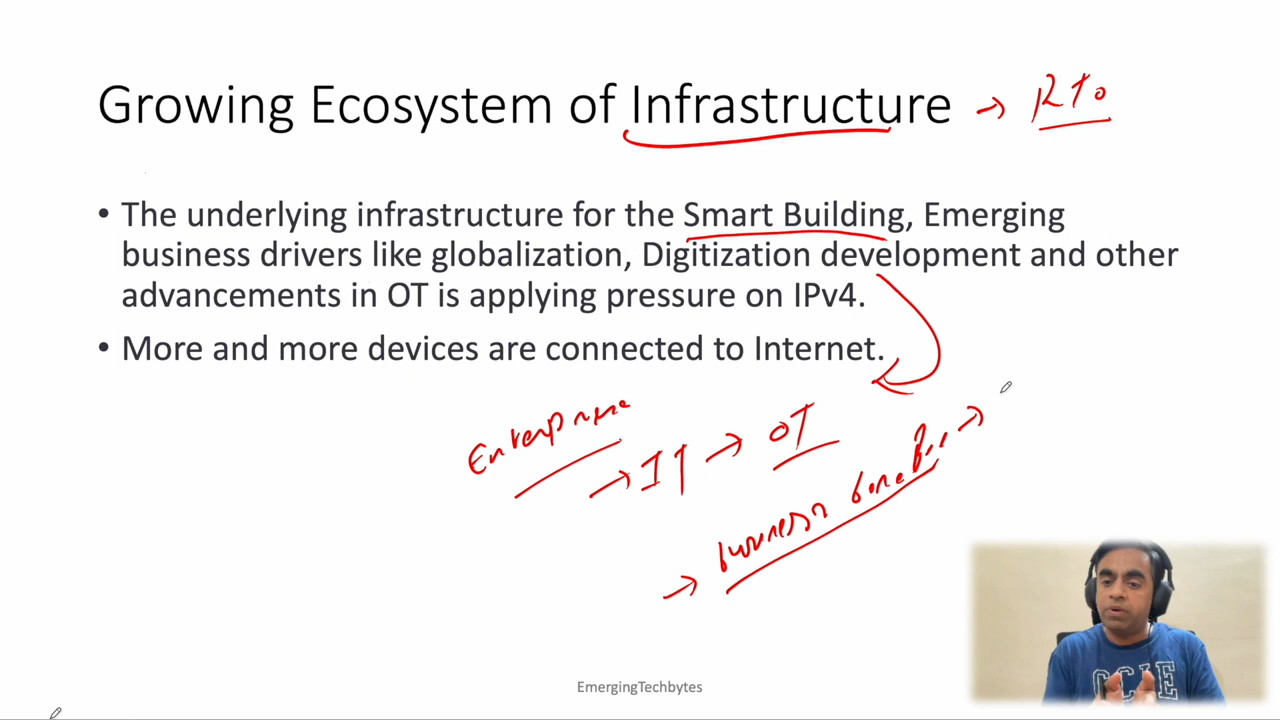 Growing Ecosystem of Infrastructure → RTO
• The underlying infrastructure for the Smart Building, Emerging
business drivers like globalization, Digitization development and other
advancements in OT is applying pressure on IPv4.
• More and more devices are connected to Internet.
Enterprise
→ IT → OT
→ business
CCIE
EmergingTechbytes